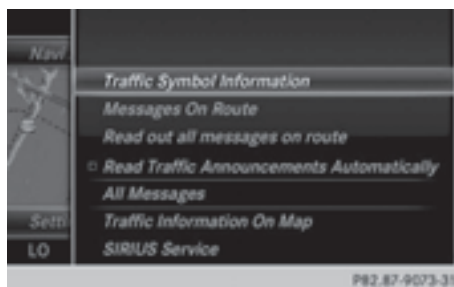 Navi
Traffic Symbol Information
Messages On Route
Read out all messages on route
Read Traffic Announcements Automatically
All Messages
Setti
Traffic Information On Map
LO
SIRIUS Service
P82.87-9073-31